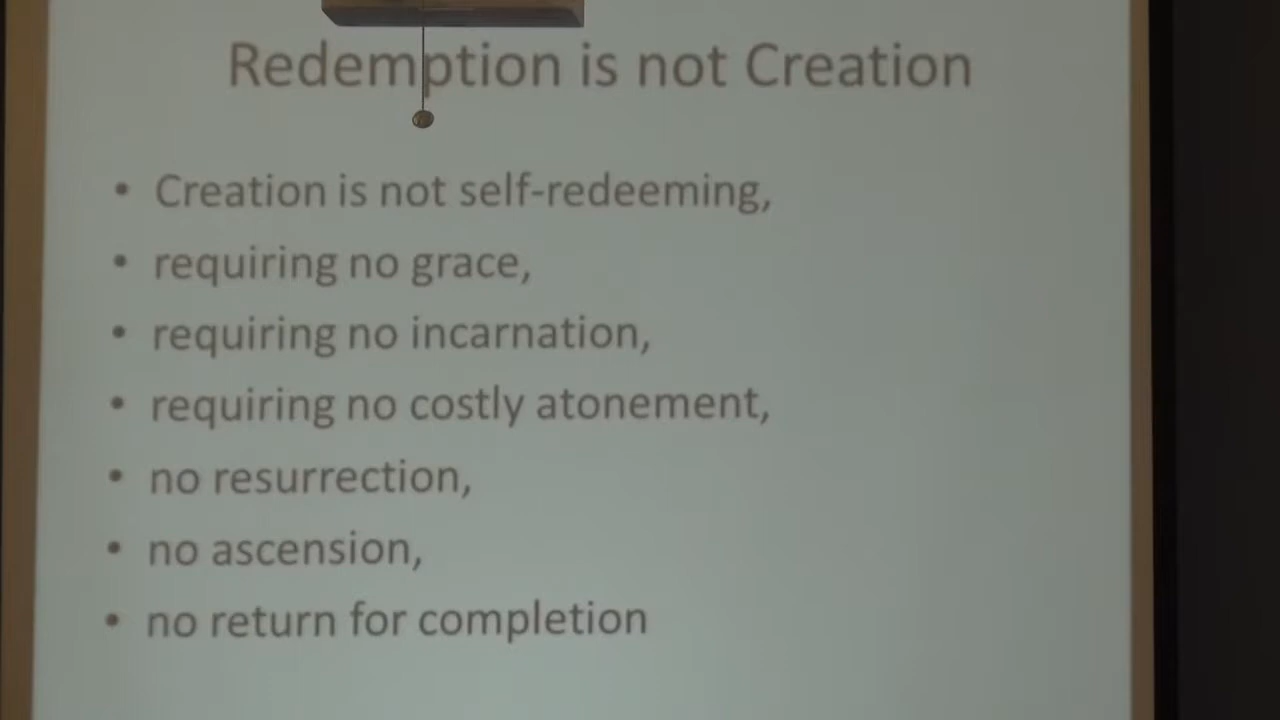 Redemption is not Creation
• Creation is not self-redeeming,
• requiring no grace,
• requiring no incarnation,
• requiring no costly atonement,
• no resurrection,
• no ascension,
• no return for completion